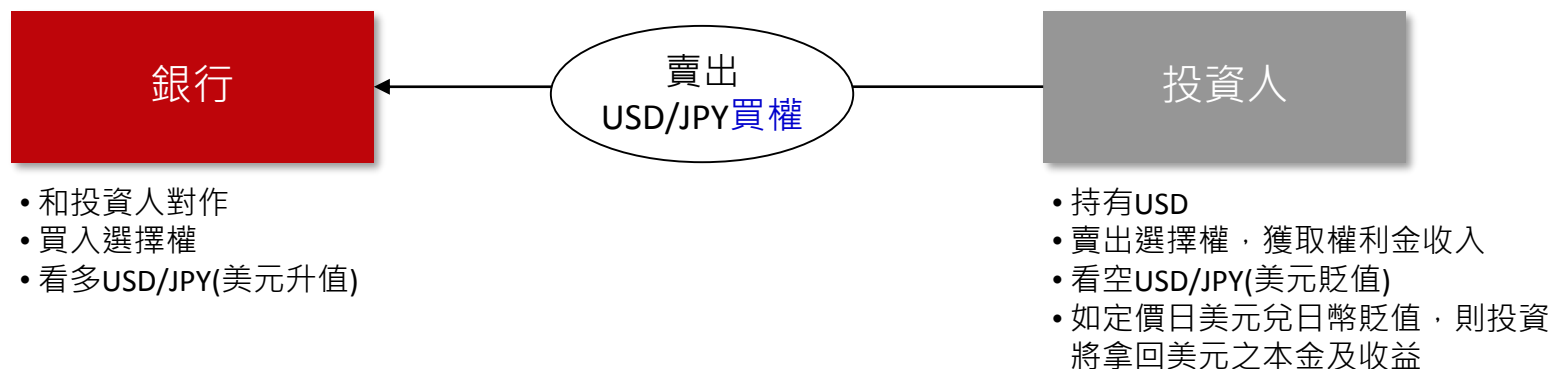 銀行
賣出
USD/JPY買權
投資人
• 和投資人對作
• 買入選擇權
• 看多USD/JPY(美元升值)
• 持有USD
• 賣出選擇權，獲取權利金收入
• 看空USD/JPY(美元貶值)
• 如定價日美元兌日幣貶值，則投資
將拿回美元之本金及收益